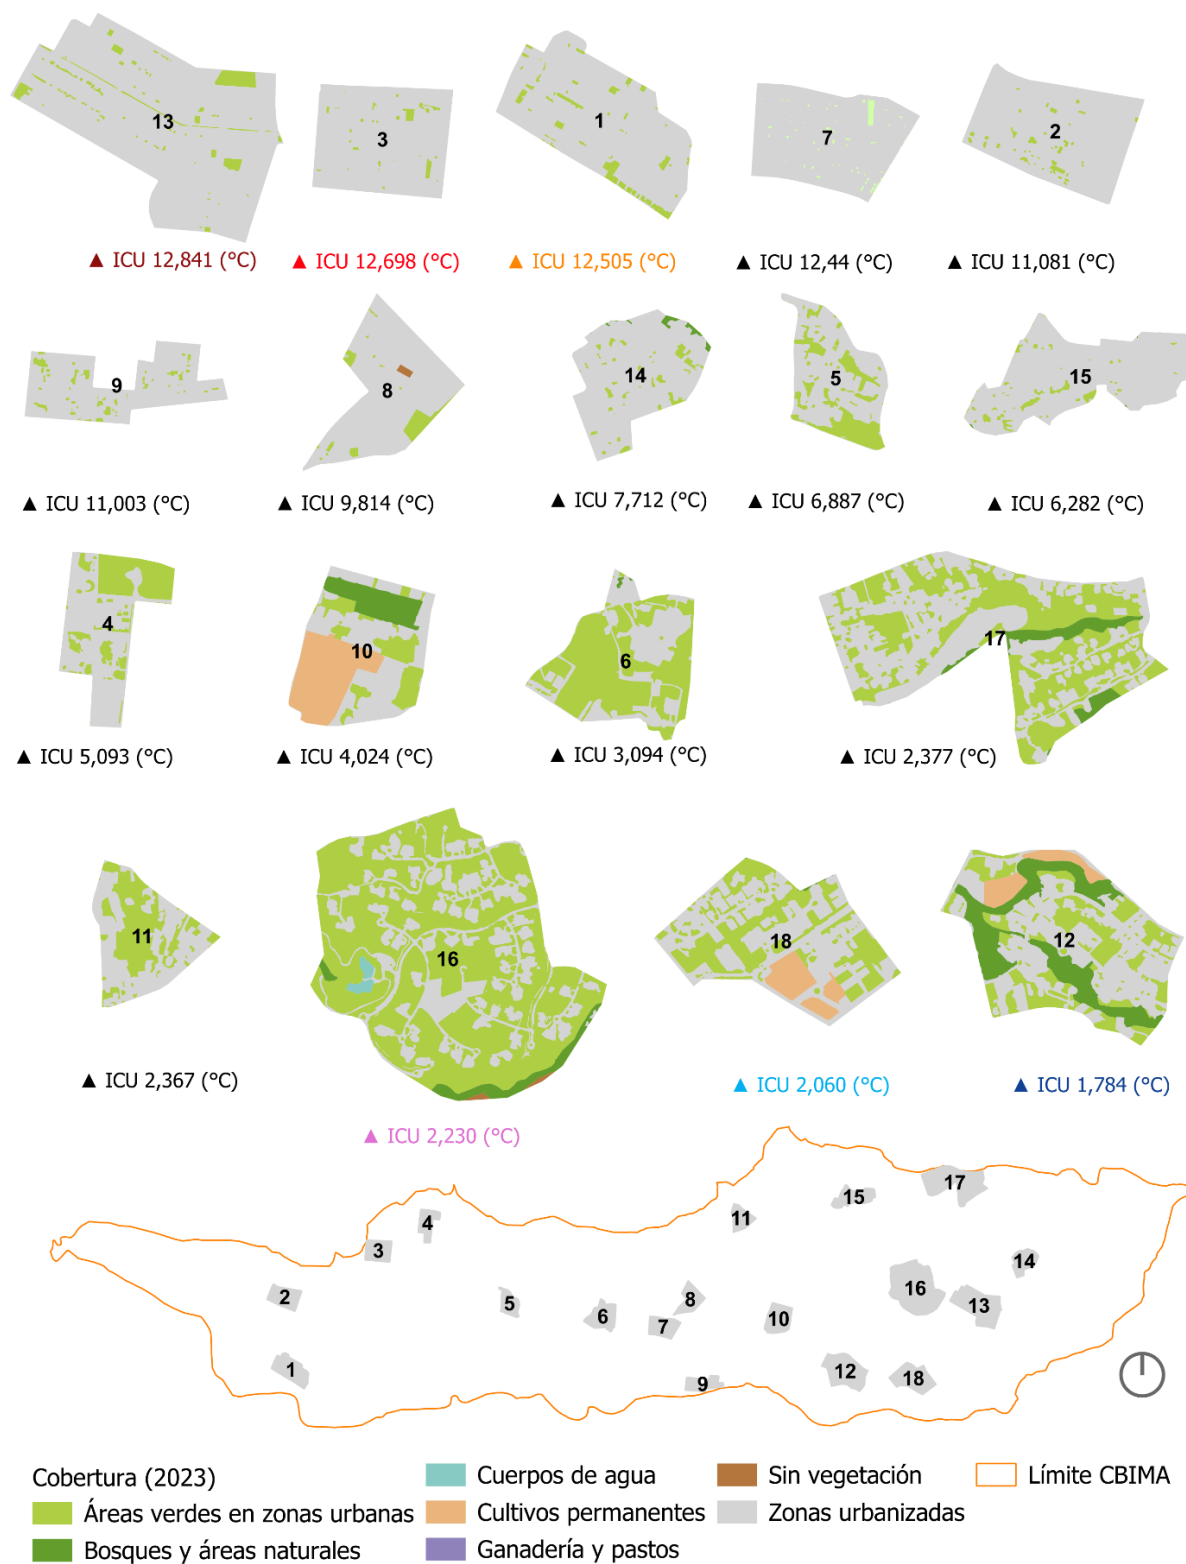 13
3
1
7
2
▲ ICU 12,841 (°C)
▲ ICU 12,698 (°C)
▲ ICU 12,505 (°C)
▲ ICU 12,44 (°C)
▲ ICU 11,081 (°C)
9
8
14
5
15
▲ ICU 11,003 (°C)
▲ ICU 9,814 (°C)
▲ ICU 7,712 (°C)
▲ ICU 6,887 (°C)
▲ ICU 6,282 (°C)
4
10
6
17
▲ ICU 5,093 (°C)
▲ ICU 4,024 (°C)
▲ ICU 3,094 (°C)
▲ ICU 2,377 (°C)
11
16
18
12
▲ ICU 2,367 (°C)
▲ ICU 2,230 (°C)
▲ ICU 2,060 (°C)
▲ ICU 1,784 (°C)
17
15
11
4
3
14
16
2
8
5
13
6
7
10
1
12
18
9
Cobertura (2023)
Áreas verdes en zonas urbanas
Bosques y áreas naturales
Cuerpos de agua
Cultivos permanentes
Ganadería y pastos
Sin vegetación
Zonas urbanizadas
Límite CBIMA